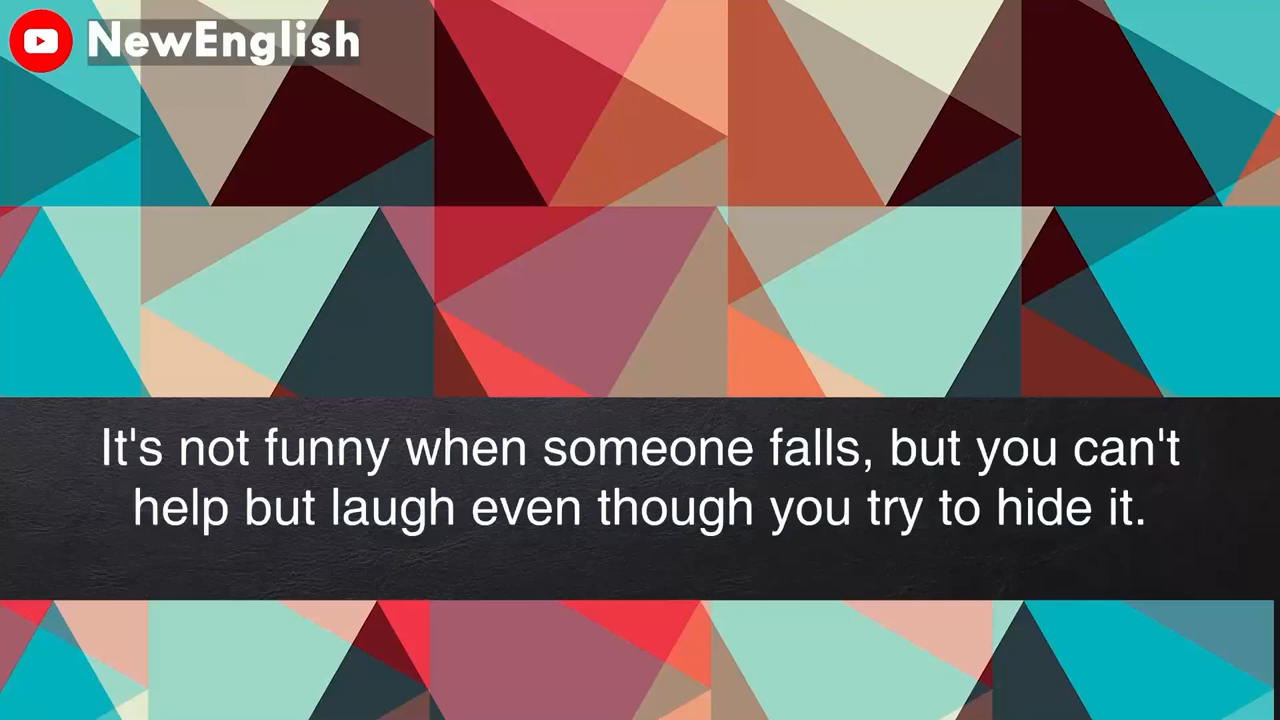 NewEnglish
It's not funny when someone falls, but you can't
help but laugh even though you try to hide it.